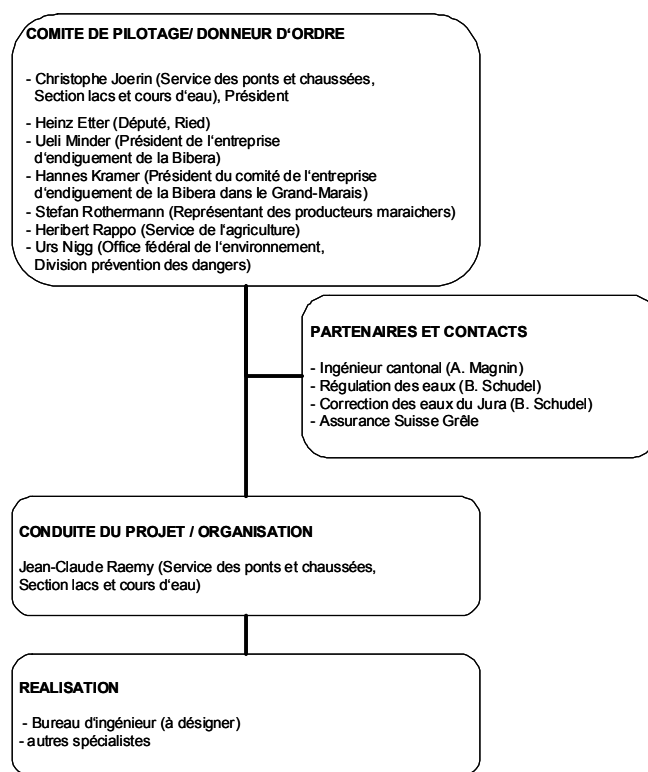 COMITE DE PILOTAGE/ DONNEUR D'ORDRE
- Christophe Joerin (Service des ponts et chaussées,
Section lacs et cours d'eau), Président
- Heinz Etter (Député, Ried)
- Ueli Minder (Président de l'entreprise
d'endiguement de la Bibera)
- Hannes Kramer (Président du comité de l'entreprise
d'endiguement de la Bibera dans le Grand-Marais)
- Stefan Rothermann (Représentant des producteurs maraichers)
- Heribert Rappo (Service de l'agriculture)
- Urs Nigg (Office fédéral de l'environnement,
Division prévention des dangers)
PARTENAIRES ET CONTACTS
- Ingénieur cantonal (A. Magnin)
- Régulation des eaux (B. Schudel)
- Correction des eaux du Jura (B. Schudel)
- Assurance Suisse Grêle
CONDUITE DU PROJET / ORGANISATION
Jean-Claude Raemy (Service des ponts et chaussées,
Section lacs et cours d'eau)
REALISATION
- Bureau d'ingénieur (à désigner)
- autres spécialistes